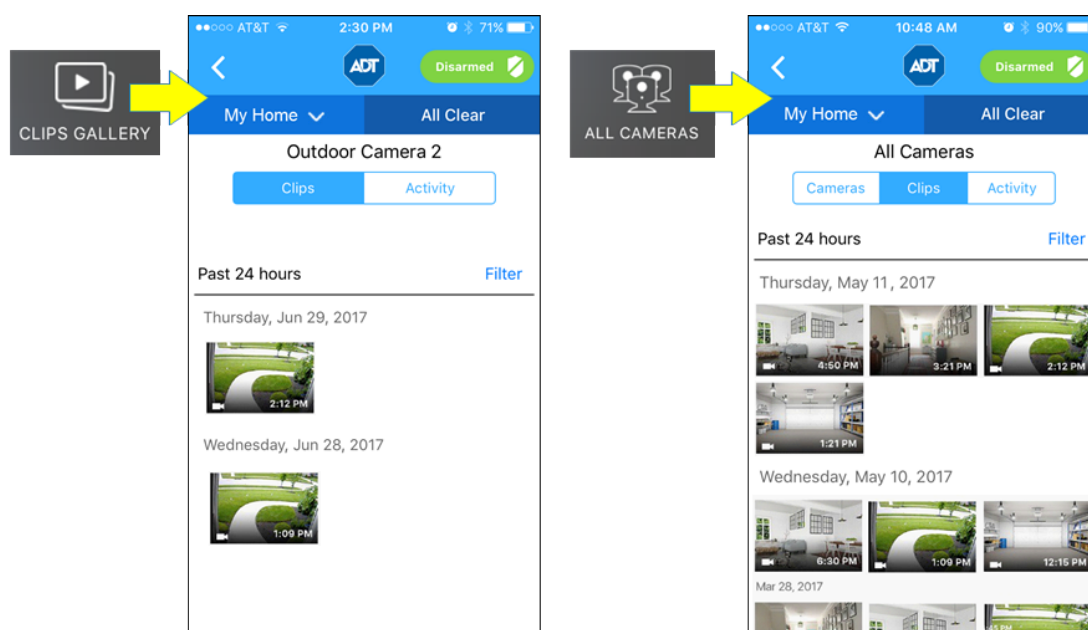 AT&T 2:30 PM 71%
ADT
Disarmed
CLIPS GALLERY
My Home All Clear
Outdoor Camera 2
Clips Activity
Past 24 hours Filter
Thursday, Jun 29, 2017
2:12 PM
Wednesday, Jun 28, 2017
1:09 PM
AT&T 10:48 AM 90%
ADT
Disarmed
ALL CAMERAS
My Home All Clear
All Cameras
Cameras Clips Activity
Past 24 hours Filter
Thursday, May 11, 2017
4:50 PM 3:21 PM 2:12 PM
1:21 PM
Wednesday, May 10, 2017
6:30 PM 1:09 PM 12:15 PM
Mar 28, 2017